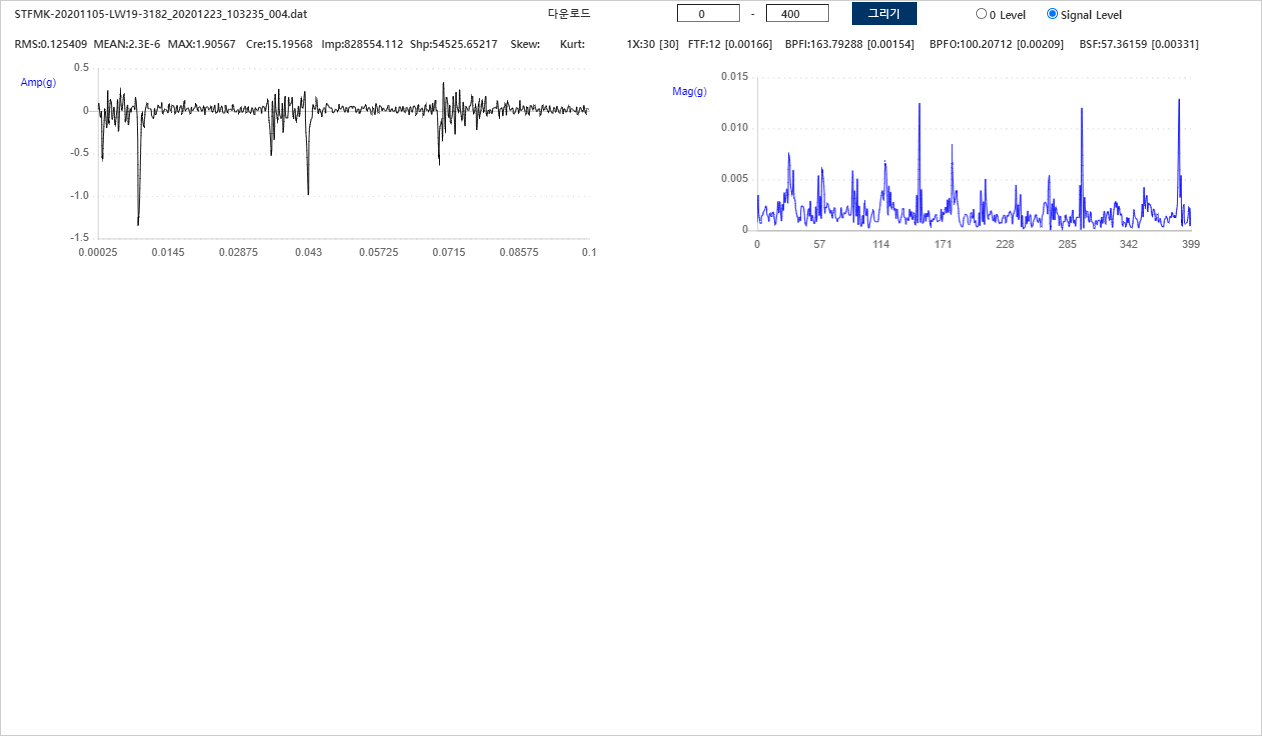 STFMK-20201105-LW19-3182_20201223_103235_004.dat 다운로드 0 - 400 그리기 0 Level Signal Level
RMS:0.125409 MEAN:2.3E-6 MAX:1.90567 Cre:15.19568 Imp:828554.112 Shp:54525.65217 Skew: Kurt: 1X:30 [30] FTF:12 [0.00166] BPFI:163.79288 [0.00154] BPFO:100.20712 [0.00209] BSF:57.36159 [0.00331]
Amp(g)
0.5
0
-0.5
-1.0
-1.5
0.00025 0.0145 0.02875 0.043 0.05725 0.0715 0.08575 0.1
Mag(g)
0.015
0.010
0.005
0
0 57 114 171 228 285 342 399